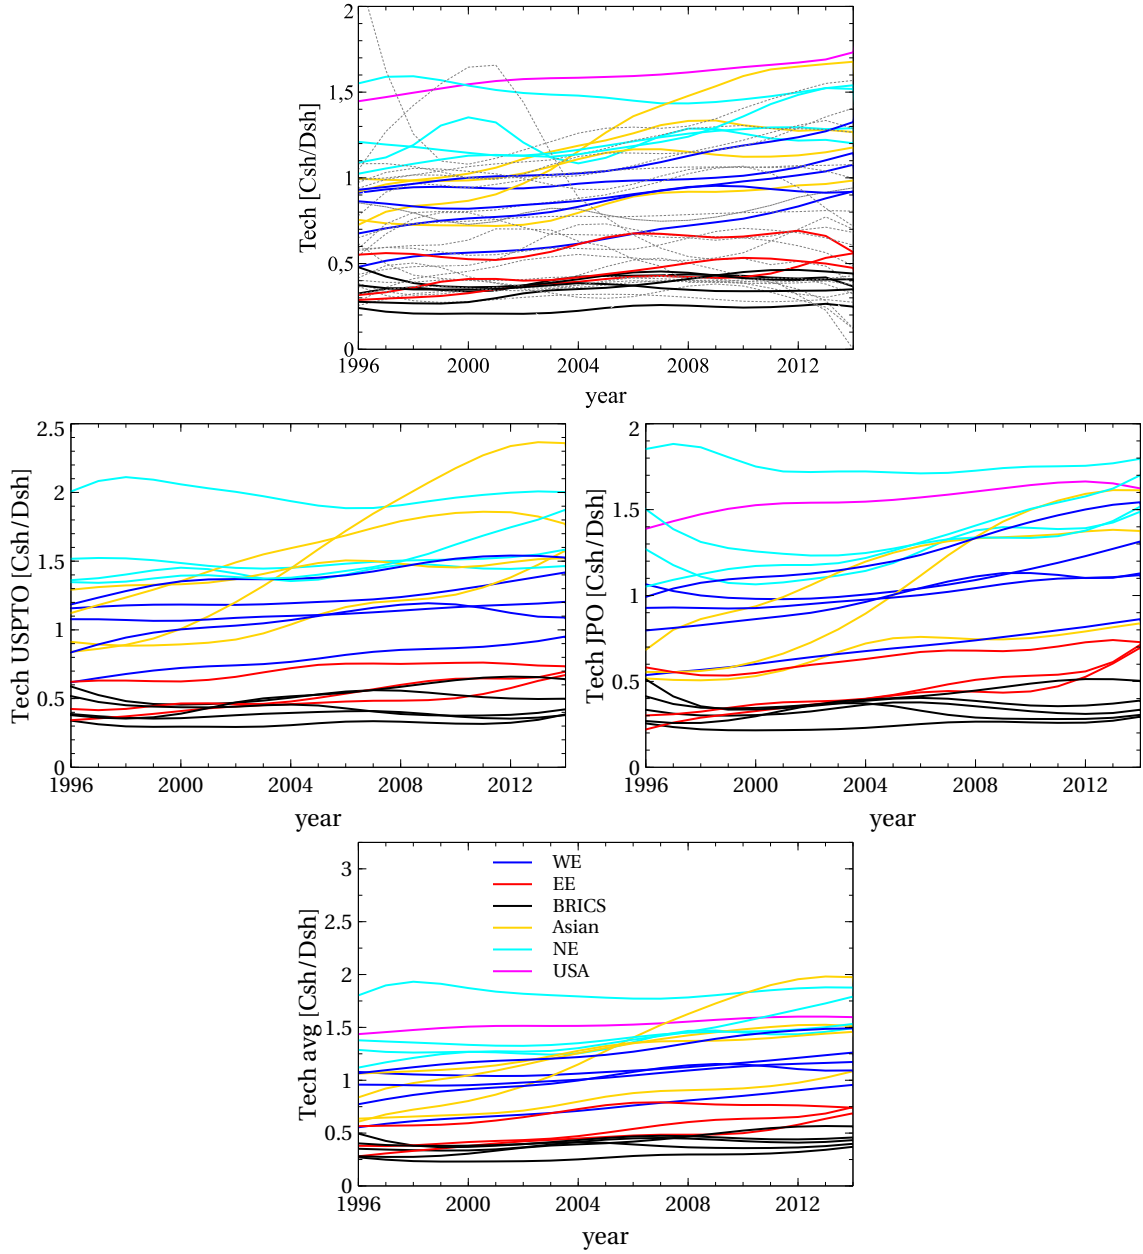 2
1.5
1
0.5
0
Tech [Csh/Dsh]
1996 2000 2004 2008 2012
year
2.5
2
1.5
1
0.5
0
Tech USPTO [Csh/Dsh]
1996 2000 2004 2008 2012
year
2
1.5
1
0.5
0
Tech JPO [Csh/Dsh]
1996 2000 2004 2008 2012
year
3
2.5
2
1.5
1
0.5
0
Tech avg [Csh/Dsh]
WE
EE
BRICS
Asian
NE
USA
1996 2000 2004 2008 2012
year